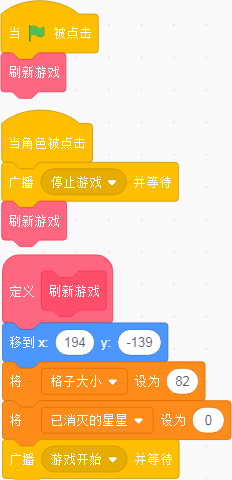 当 被点击
刷新游戏
当角色被点击
广播 停止游戏 并等待
刷新游戏
定义 刷新游戏
移到 x: 194 y: -139
将 格子大小 设为 82
将 已消灭的星星 设为 0
广播 游戏开始 并等待